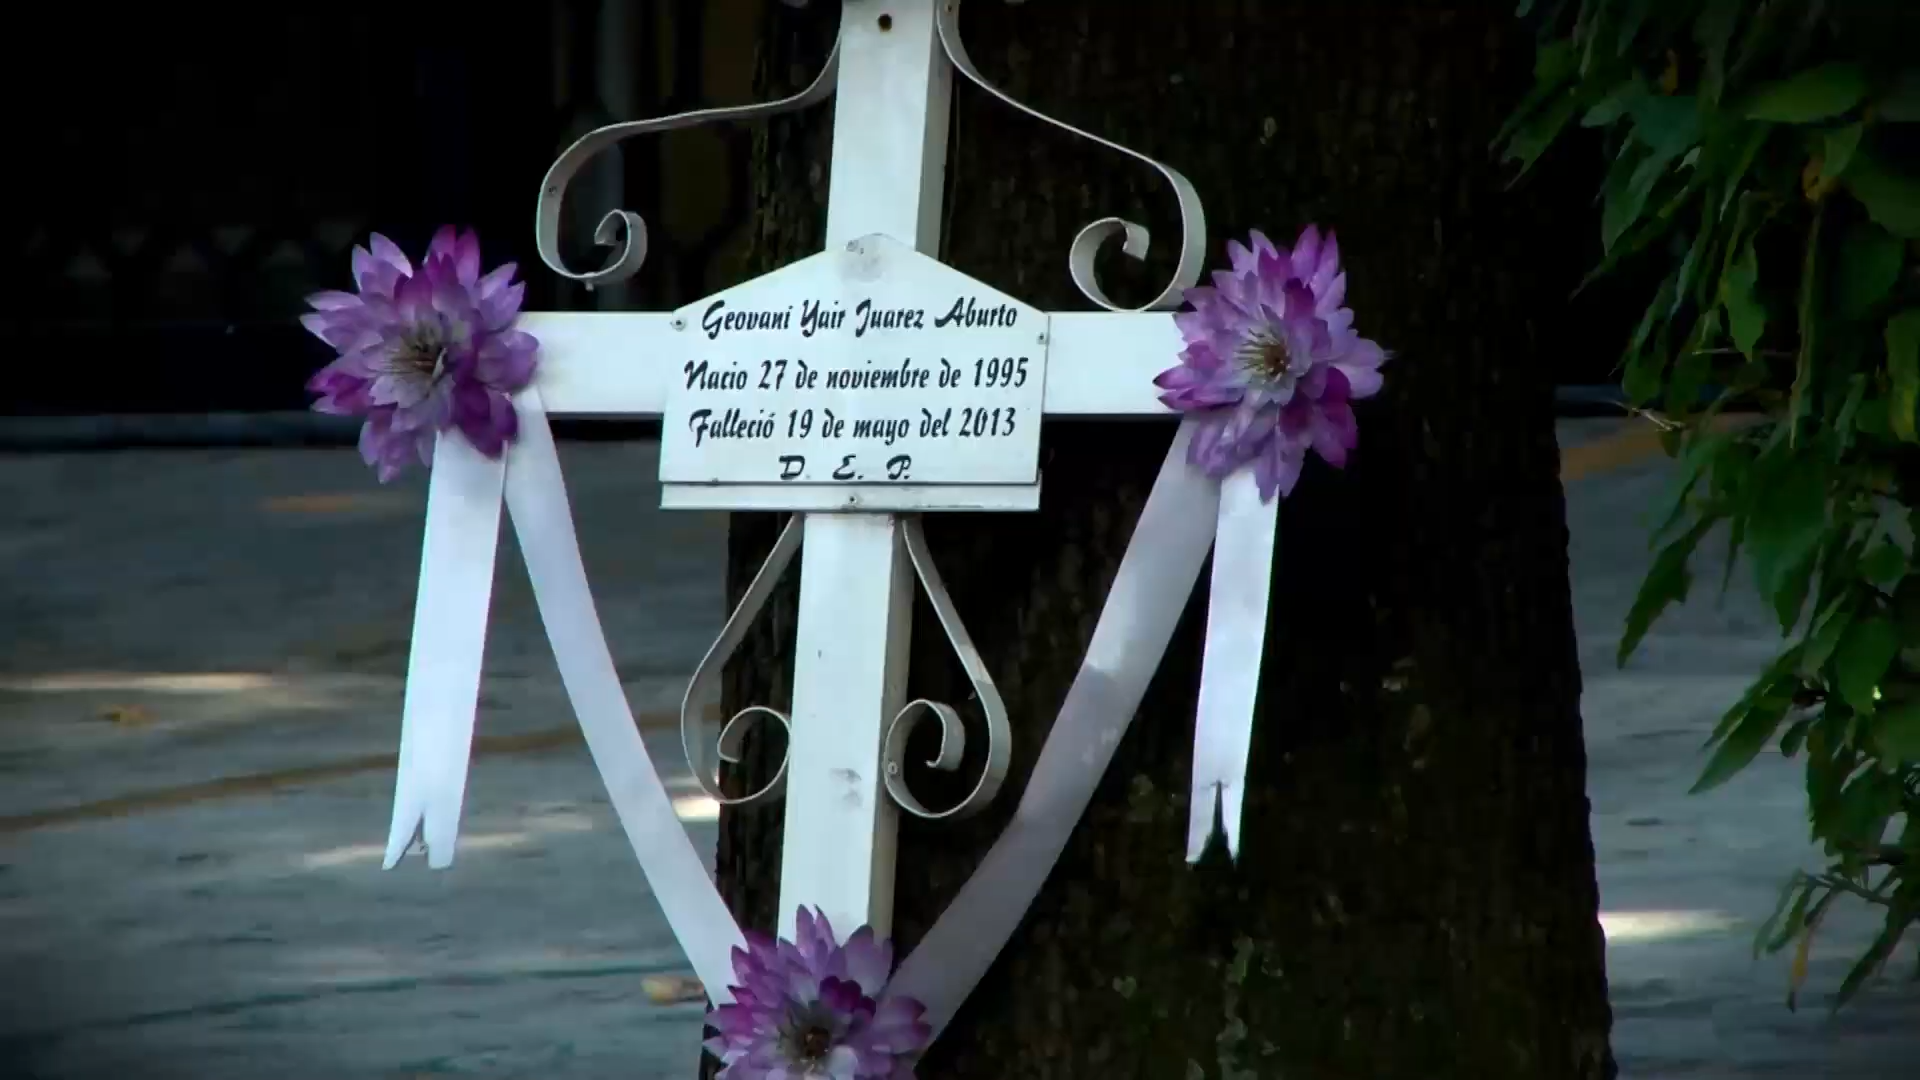 Geovani Yair Juarez Aburto
Nacio 27 de noviembre de 1995
Falleció 19 de mayo del 2013
D. E. P.